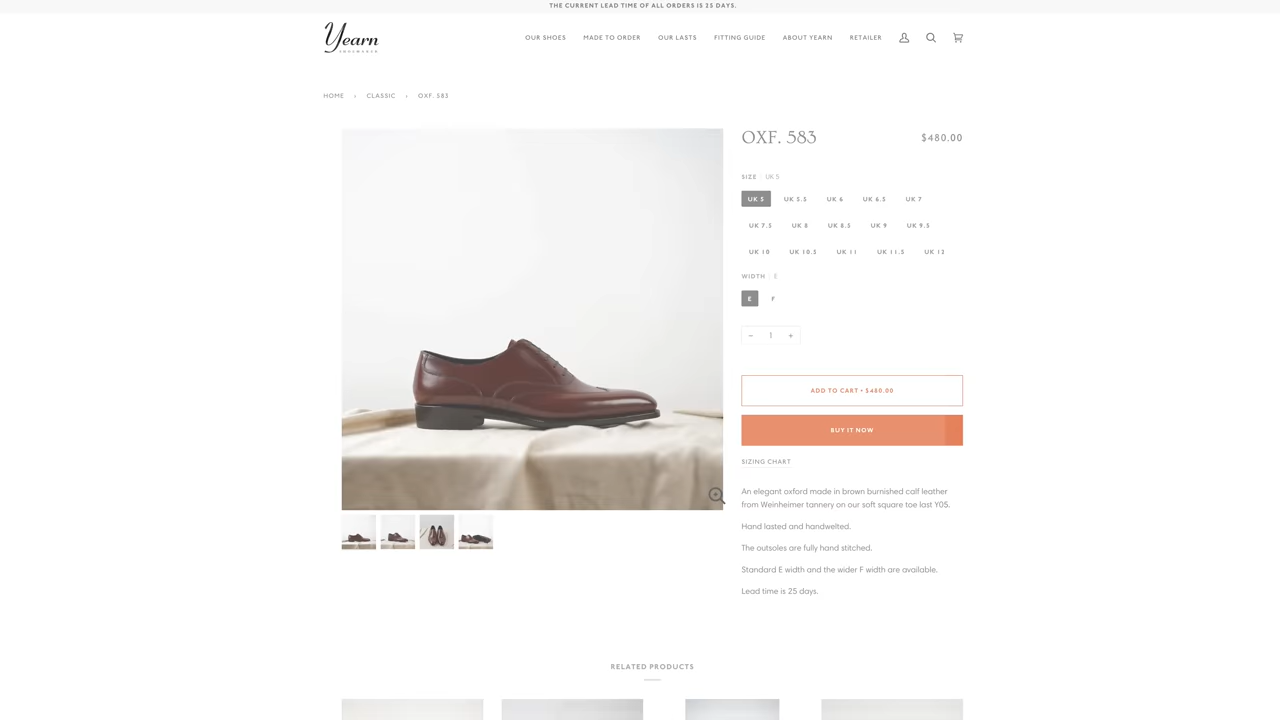 THE CURRENT LEAD TIME OF ALL ORDERS IS 25 DAYS.
Yearn
SHOEMAKER
OUR SHOES MADE TO ORDER OUR LASTS FITTING GUIDE ABOUT YEARN RETAILER
HOME › CLASSIC › OXF. 583
OXF. 583 $480.00
SIZE | UK 5
UK 5 UK 5.5 UK 6 UK 6.5 UK 7
UK 7.5 UK 8 UK 8.5 UK 9 UK 9.5
UK 10 UK 10.5 UK 11 UK 11.5 UK 12
WIDTH | E
E F
− 1 +
ADD TO CART • $480.00
BUY IT NOW
SIZING CHART
An elegant oxford made in brown burnished calf leather
from Weinheimer tannery on our soft square toe last Y05.
Hand lasted and handwelted.
The outsoles are fully hand stitched.
Standard E width and the wider F width are available.
Lead time is 25 days.
RELATED PRODUCTS